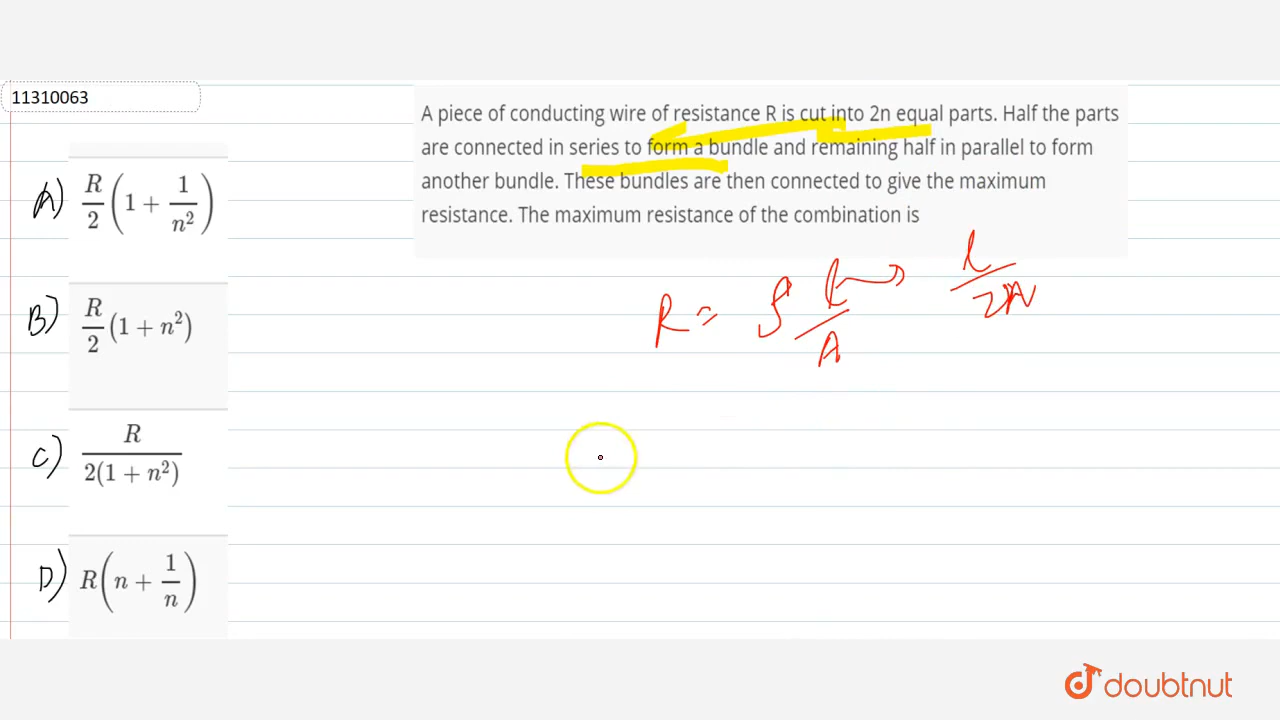 11310063
A piece of conducting wire of resistance R is cut into 2n equal parts. Half the parts
are connected in series to form a bundle and remaining half in parallel to form
another bundle. These bundles are then connected to give the maximum
resistance. The maximum resistance of the combination is
A) R/2 (1 + 1/n²)
B) R/2 (1 + n²)
C) R/2(1 + n²)
D) R(n + 1/n)
R = ρ l/A → l/2n
doubtnut